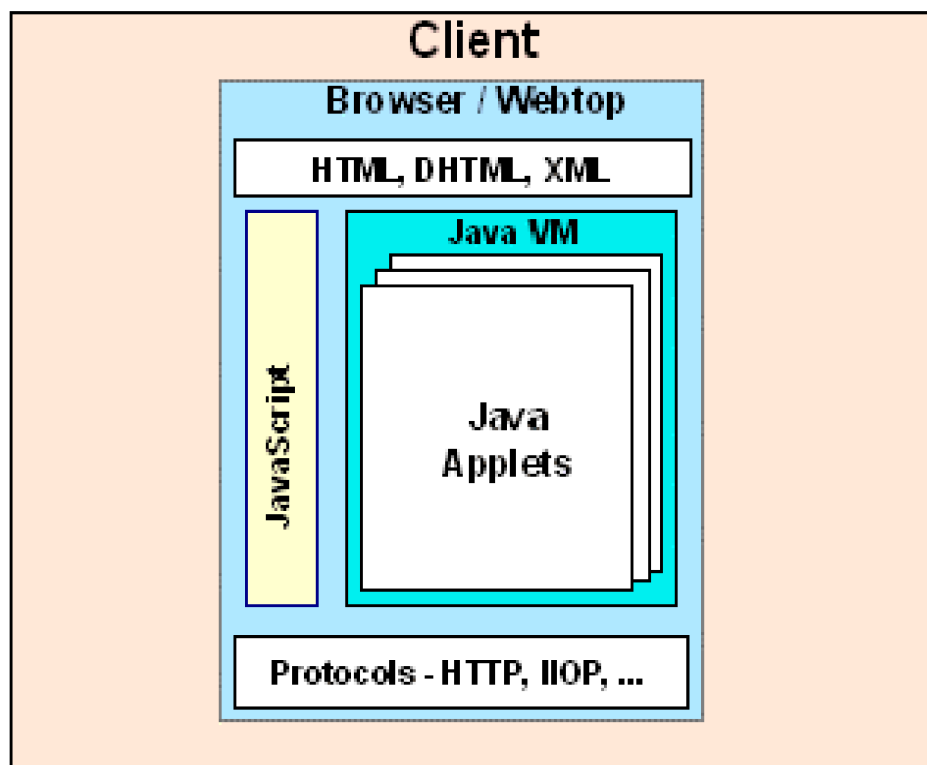 Client
Browser / Webtop
HTML, DHTML, XML
Java VM
JavaScript
Java
Applets
Protocols - HTTP, IIOP, ...